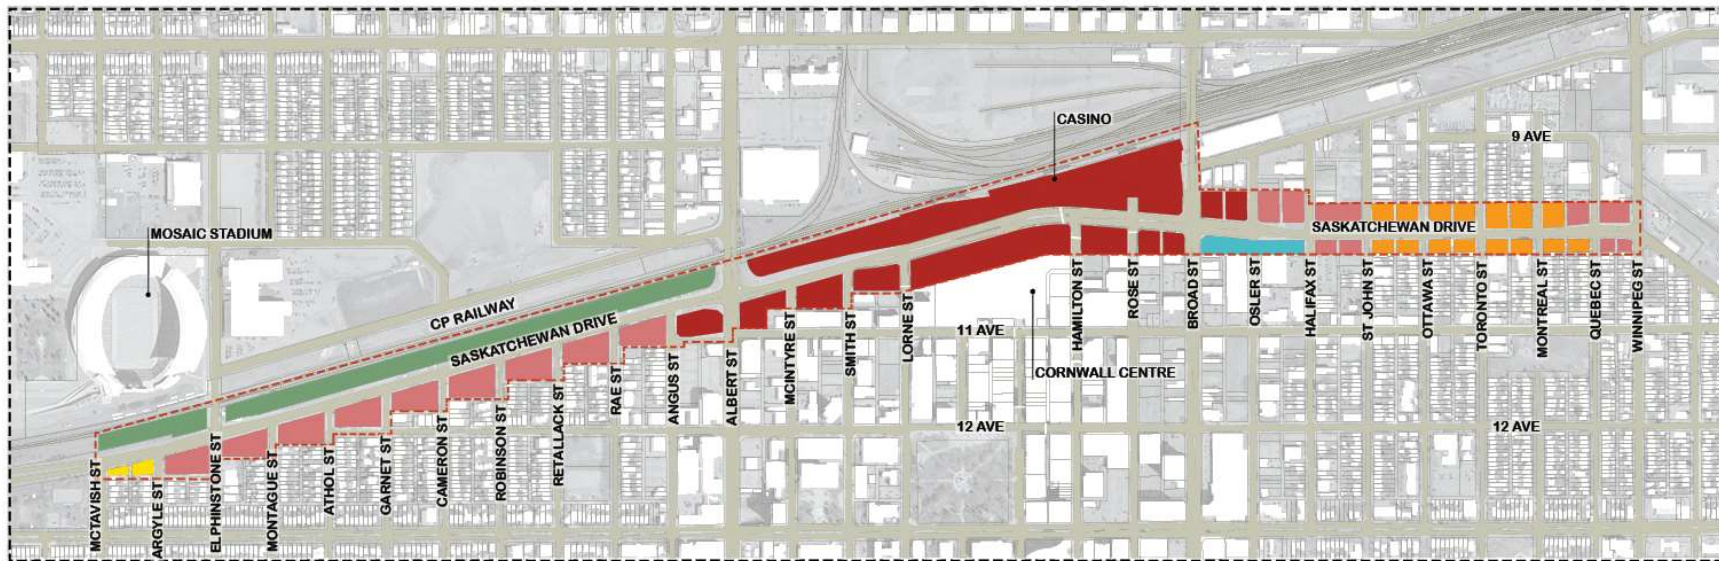 CASINO
9 AVE
MOSAIC STADIUM
SASKATCHEWAN DRIVE
CP RAILWAY
SASKATCHEWAN DRIVE
11 AVE
CORNWALL CENTRE
12 AVE
12 AVE
MCTAVISH ST
ARGYLE ST
ELPHINSTONE ST
MONTAGUE ST
ATHOL ST
GARNET ST
CAMERON ST
ROBINSON ST
RETALLACK ST
RAE ST
ANGUS ST
ALBERT ST
MCINTYRE ST
SMITH ST
LORNE ST
HAMILTON ST
ROSE ST
BROAD ST
OSLER ST
HALIFAX ST
ST JOHN ST
OTTAWA ST
TORONTO ST
MONTREAL ST
QUEBEC ST
WINNIPEG ST